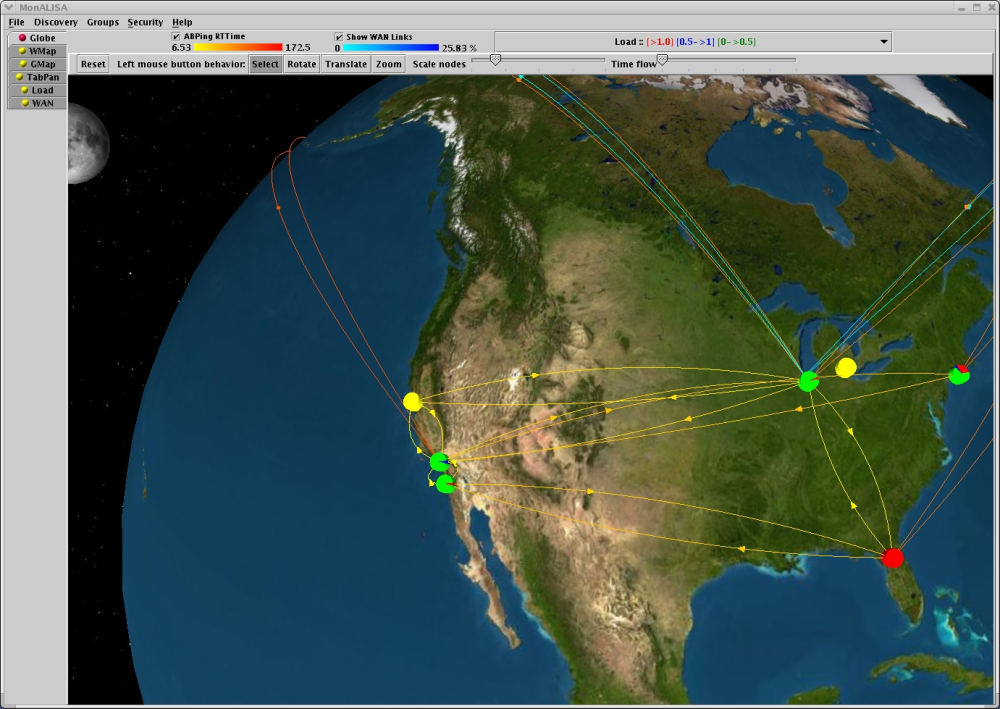 MonALISA
File Discovery Groups Security Help
Globe
WMap
GMap
TabPan
Load
WAN
ABPing RTTime
6.53 172.5
Show WAN Links
0 25.83 %
Load :: [>1.0] [0.5->1] [0->0.5]
Reset Left mouse button behavior: Select Rotate Translate Zoom Scale nodes Time flow